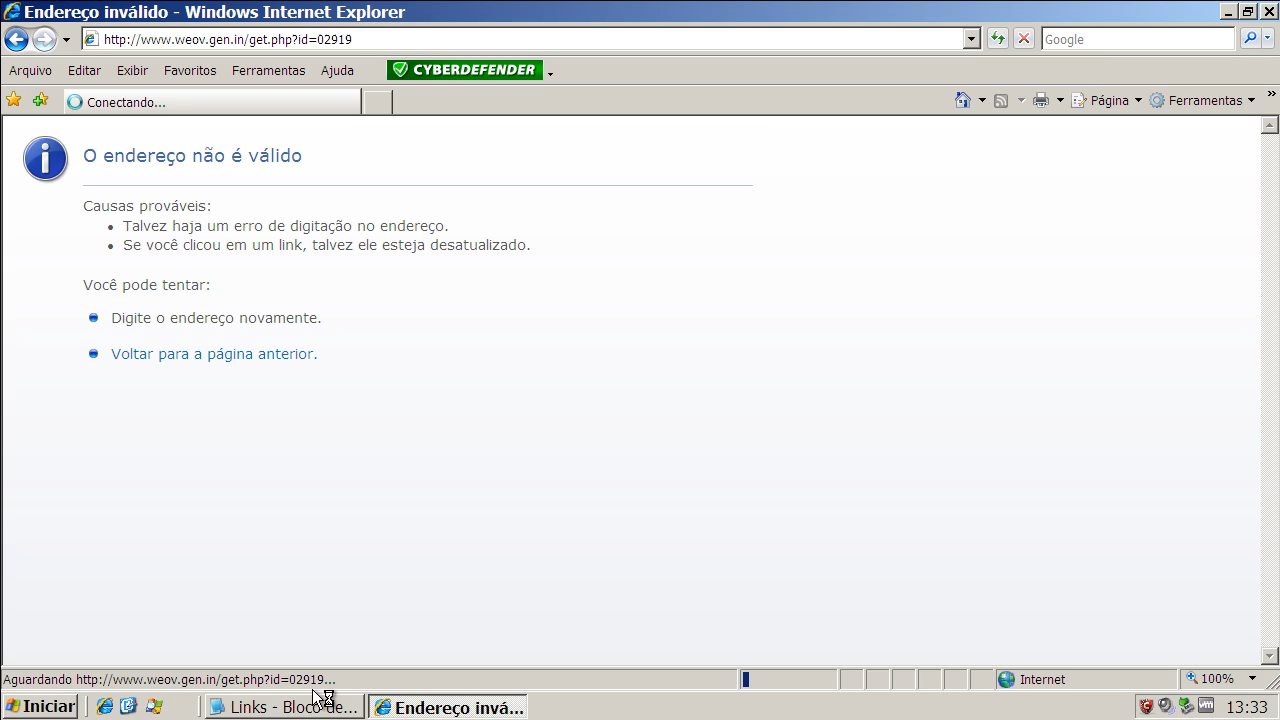 Endereço inválido - Windows Internet Explorer
http://www.weov.gen.in/get.php?id=02919
Google
Arquivo Editar Exibir Favoritos Ferramentas Ajuda CYBERDEFENDER
Conectando...
Página Ferramentas »
O endereço não é válido
Causas prováveis:
• Talvez haja um erro de digitação no endereço.
• Se você clicou em um link, talvez ele esteja desatualizado.
Você pode tentar:
Digite o endereço novamente.
Voltar para a página anterior.
Aguardando http://www.weov.gen.in/get.php?id=02919...
Internet
100%
Iniciar
Links - Bloco de...
Endereço invá...
13:33